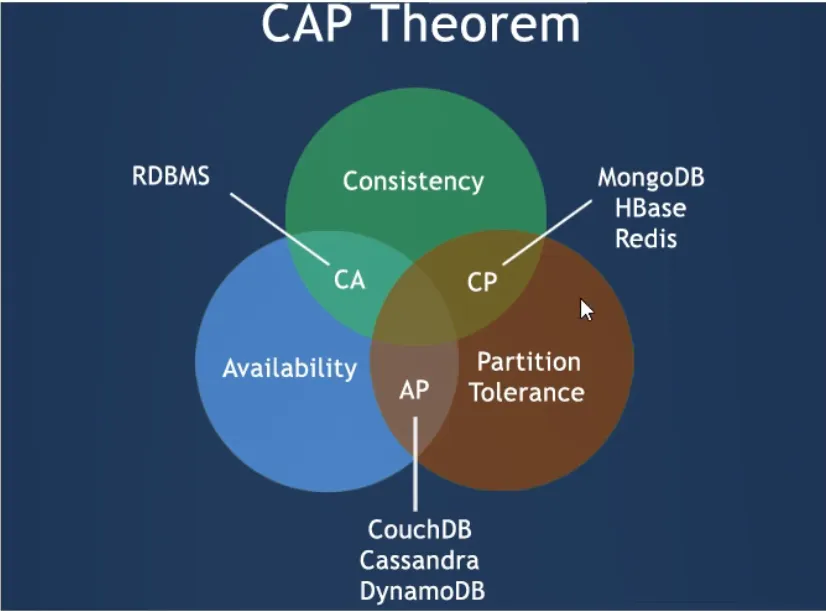 CAP Theorem
RDBMS
Consistency
MongoDB
HBase
Redis
CA
CP
Availability
Partition
Tolerance
AP
CouchDB
Cassandra
DynamoDB